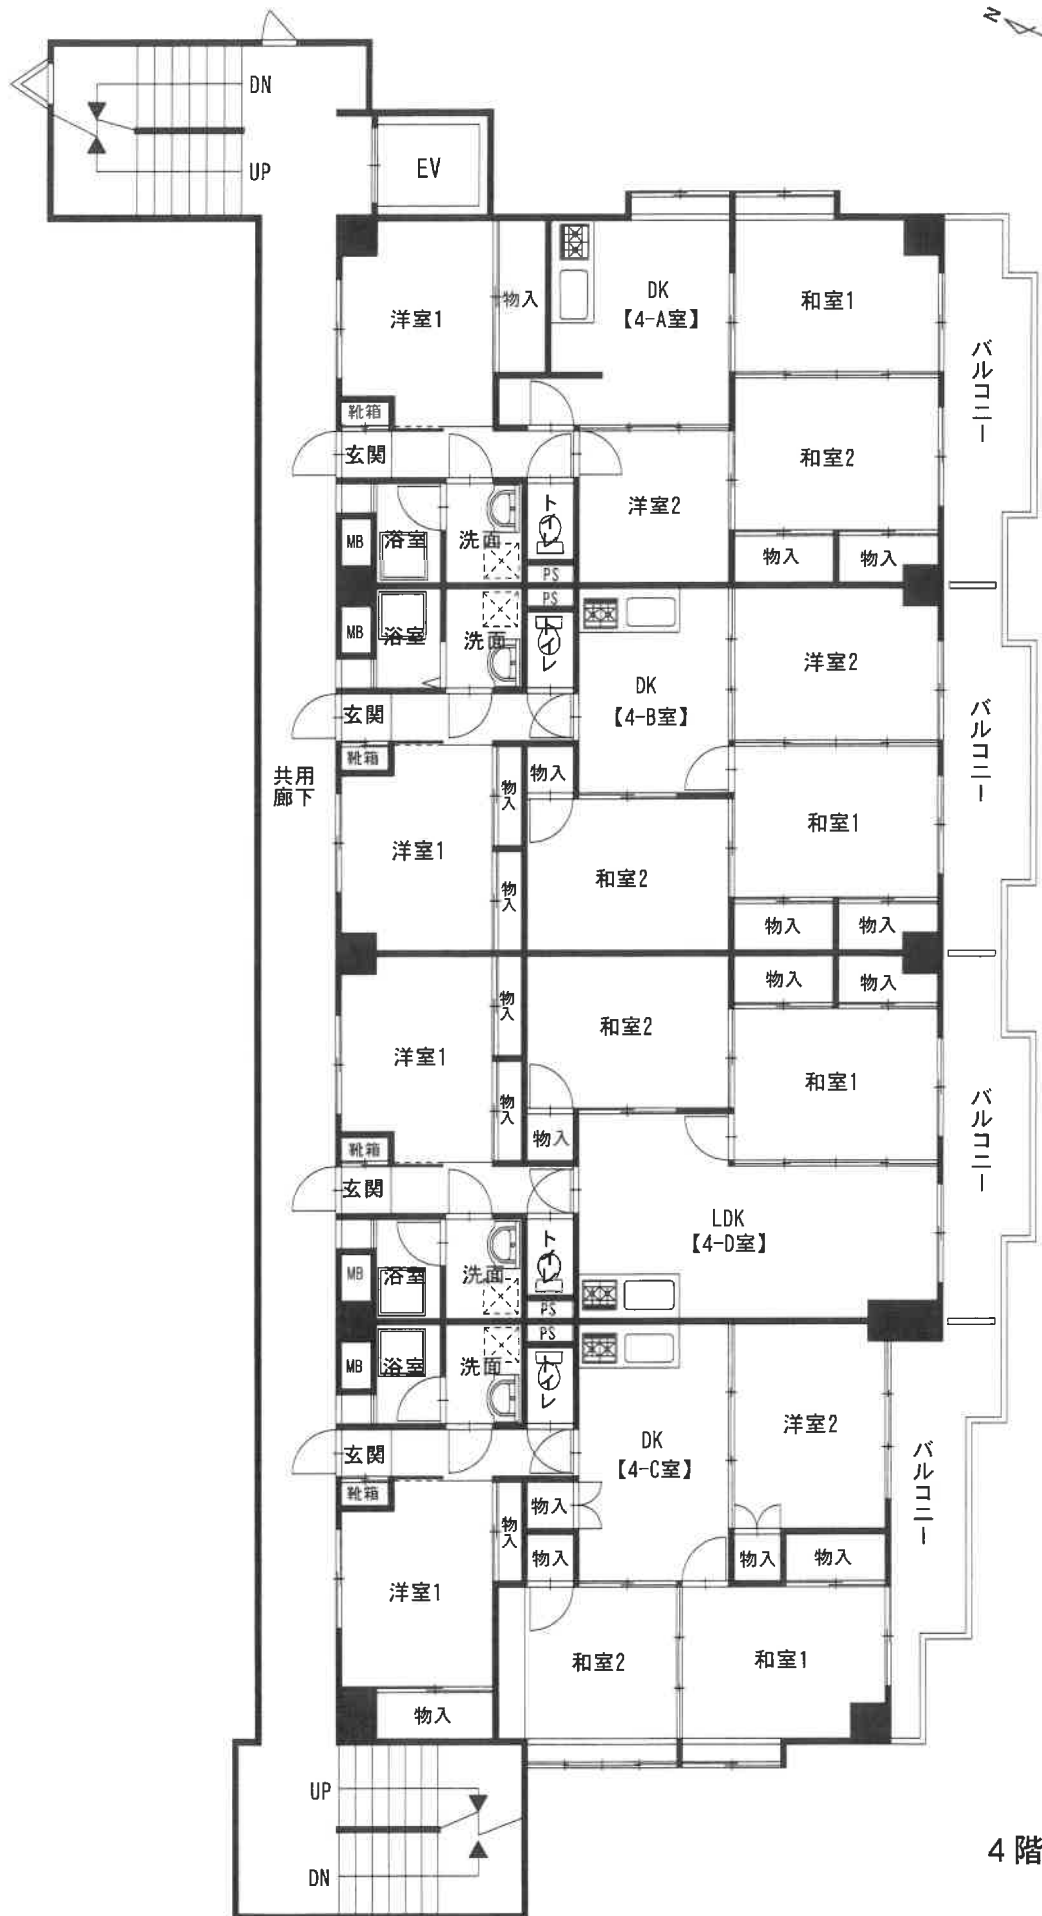 N
DN
UP
EV
洋室1
物入
DK
【4-A室】
和室1
バルコニー
靴箱
玄関
和室2
洋室2
トイレ
MB
浴室
洗面
物入
物入
PS
PS
MB
浴室
洗面
トイレ
DK
【4-B室】
洋室2
バルコニー
玄関
靴箱
共用
廊下
物入
物入
洋室1
和室1
和室2
物入
物入
物入
物入
物入
物入
和室2
洋室1
和室1
物入
バルコニー
靴箱
物入
玄関
LDK
【4-D室】
トイレ
MB
浴室
洗面
PS
PS
MB
浴室
洗面
トイレ
洋室2
DK
【4-C室】
バルコニー
玄関
靴箱
物入
物入
物入
物入
物入
洋室1
和室2
和室1
物入
UP
DN
4階